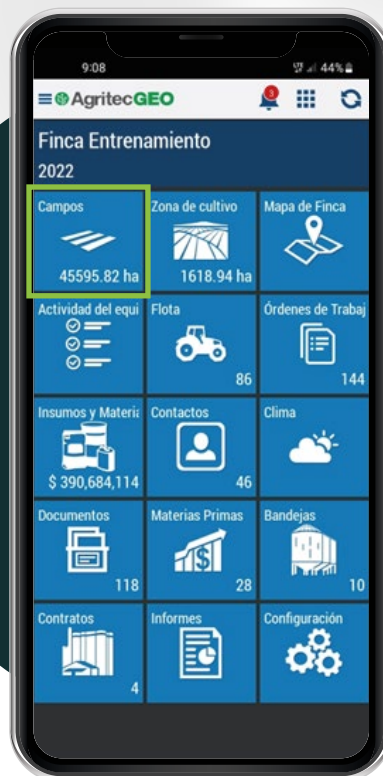 9:08
44%
AgritecGEO
3
Finca Entrenamiento
2022
Campos
45595.82 ha
Zona de cultivo
1618.94 ha
Mapa de Finca
Actividad del equi
Flota
86
Órdenes de Trabaj
144
Insumos y Materia
$ 390,684,114
Contactos
46
Clima
Documentos
118
Materias Primas
$
28
Bandejas
10
Contratos
4
Informes
Configuración